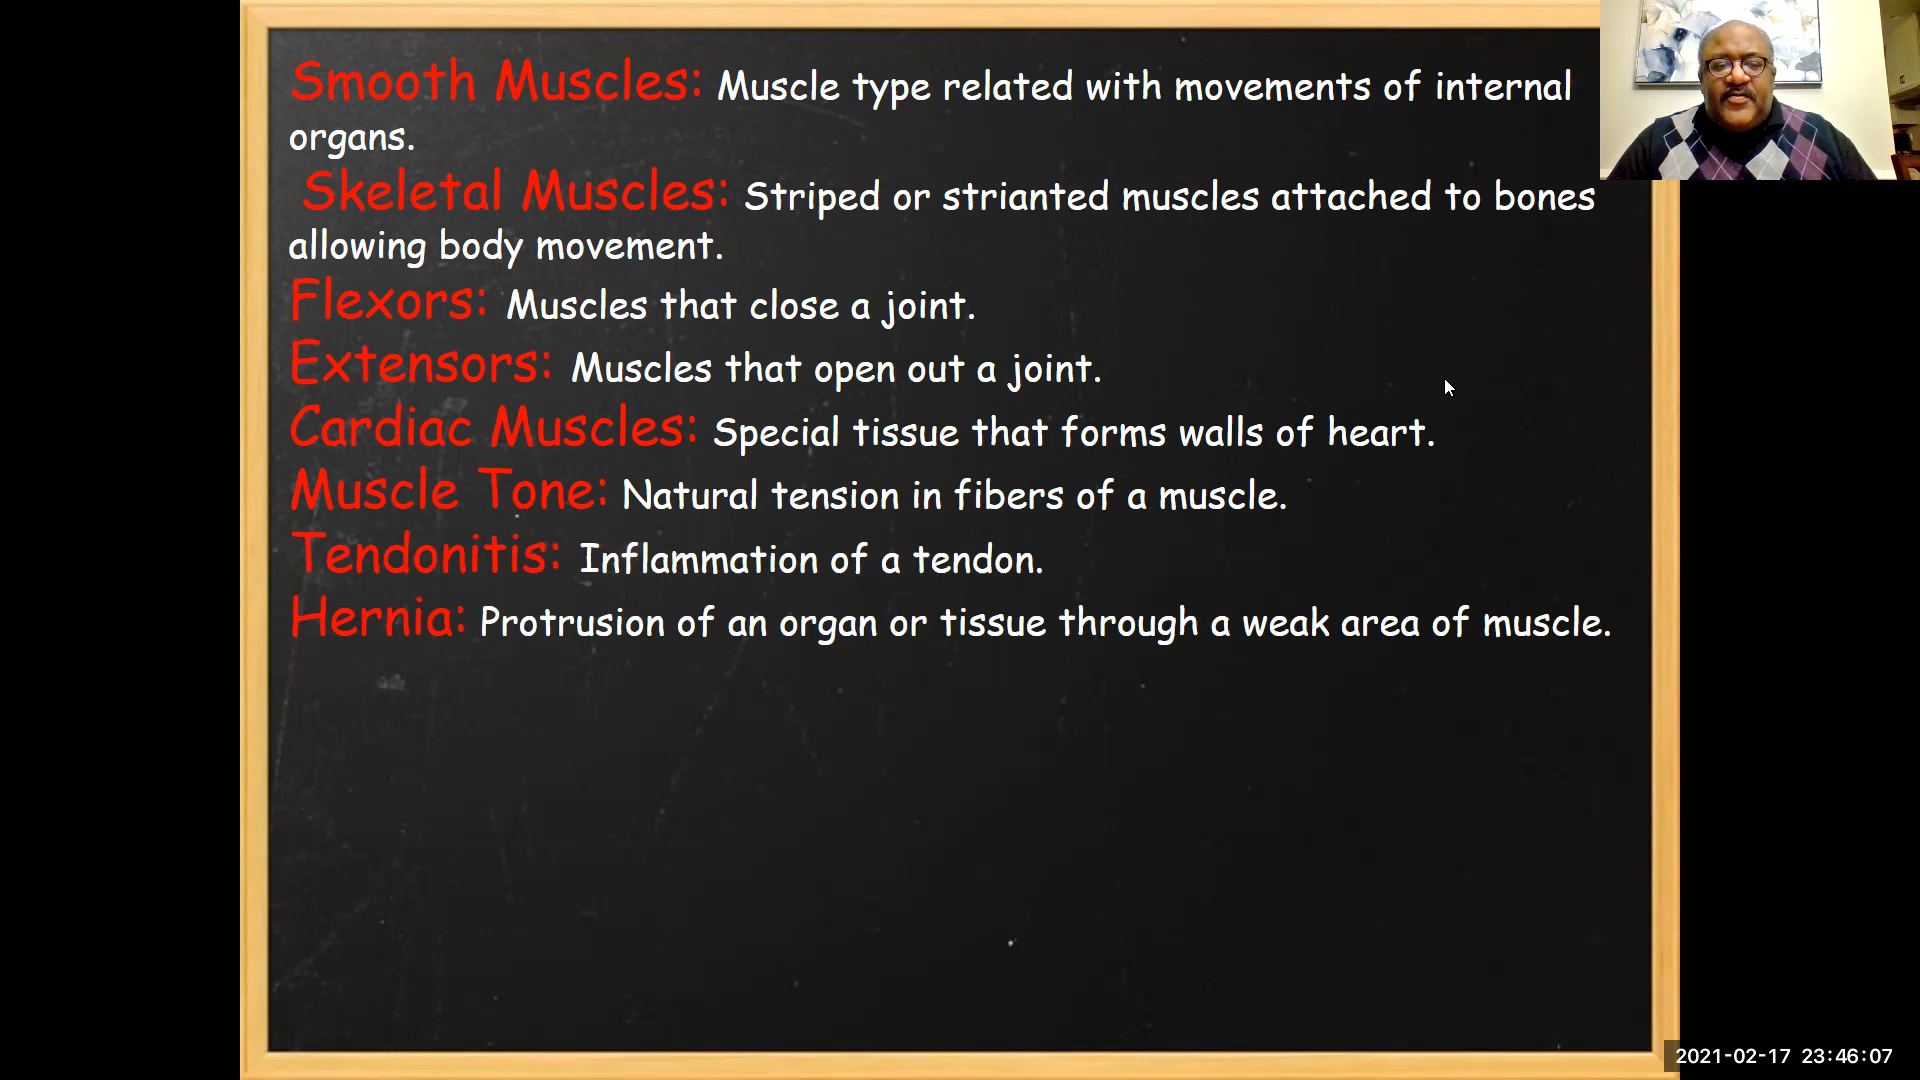 Smooth Muscles: Muscle type related with movements of internal
organs.
Skeletal Muscles: Striped or strianted muscles attached to bones
allowing body movement.
Flexors: Muscles that close a joint.
Extensors: Muscles that open out a joint.
Cardiac Muscles: Special tissue that forms walls of heart.
Muscle Tone: Natural tension in fibers of a muscle.
Tendonitis: Inflammation of a tendon.
Hernia: Protrusion of an organ or tissue through a weak area of muscle.
2021-02-17 23:46:07